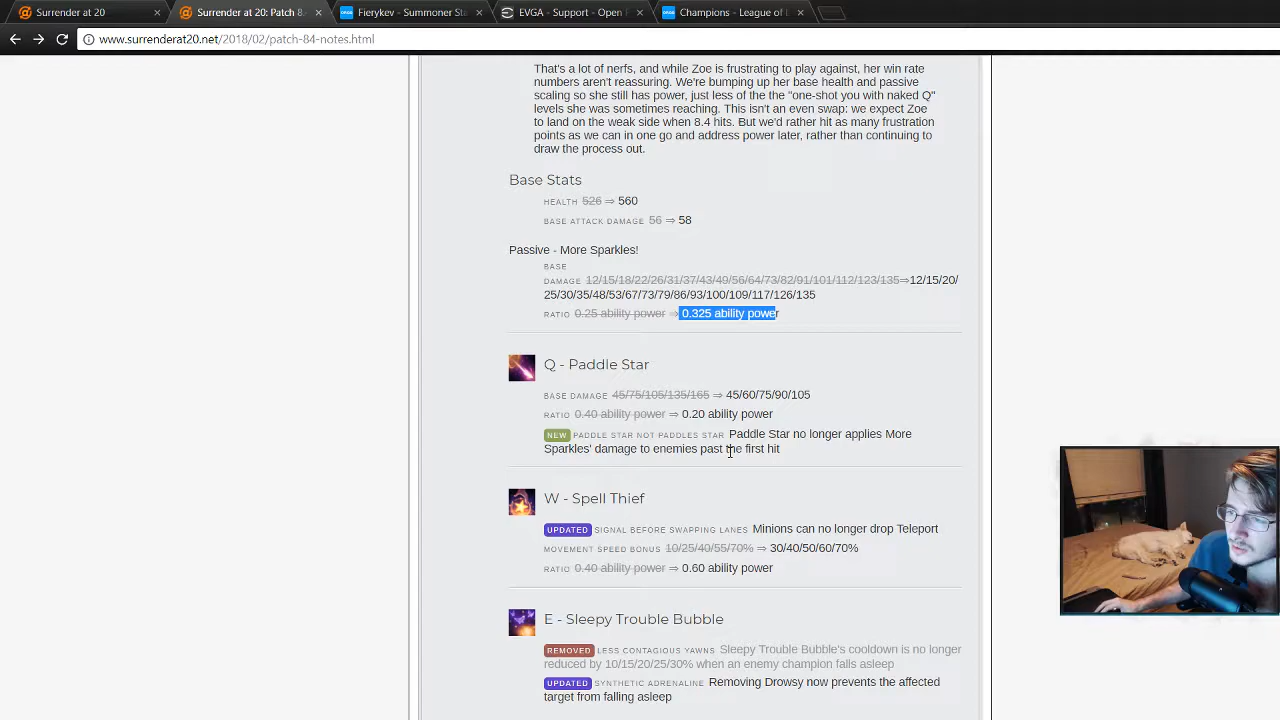 Surrender at 20
Surrender at 20: Patch 8.
Fierykev - Summoner Sta
EVGA - Support - Open R
Champions - League of L
www.surrenderat20.net/2018/02/patch-84-notes.html
That's a lot of nerfs, and while Zoe is frustrating to play against, her win rate
numbers aren't reassuring. We're bumping up her base health and passive
scaling so she still has power, just less of the the "one-shot you with naked Q"
levels she was sometimes reaching. This isn't an even swap: we expect Zoe
to land on the weak side when 8.4 hits. But we'd rather hit as many frustration
points as we can in one go and address power later, rather than continuing to
draw the process out.
Base Stats
HEALTH 526 ⇒ 560
BASE ATTACK DAMAGE 56 ⇒ 58
Passive - More Sparkles!
BASE
DAMAGE 12/15/18/22/26/31/37/43/49/56/64/73/82/91/101/112/123/135⇒12/15/20/
25/30/35/48/53/67/73/79/86/93/100/109/117/126/135
RATIO 0.25 ability power ⇒ 0.325 ability power
Q - Paddle Star
BASE DAMAGE 45/75/105/135/165 ⇒ 45/60/75/90/105
RATIO 0.40 ability power ⇒ 0.20 ability power
NEW PADDLE STAR NOT PADDLES STAR Paddle Star no longer applies More
Sparkles' damage to enemies past the first hit
W - Spell Thief
UPDATED SIGNAL BEFORE SWAPPING LANES Minions can no longer drop Teleport
MOVEMENT SPEED BONUS 10/25/40/55/70% ⇒ 30/40/50/60/70%
RATIO 0.40 ability power ⇒ 0.60 ability power
E - Sleepy Trouble Bubble
REMOVED LESS CONTAGIOUS YAWNS Sleepy Trouble Bubble's cooldown is no longer
reduced by 10/15/20/25/30% when an enemy champion falls asleep
UPDATED SYNTHETIC ADRENALINE Removing Drowsy now prevents the affected
target from falling asleep